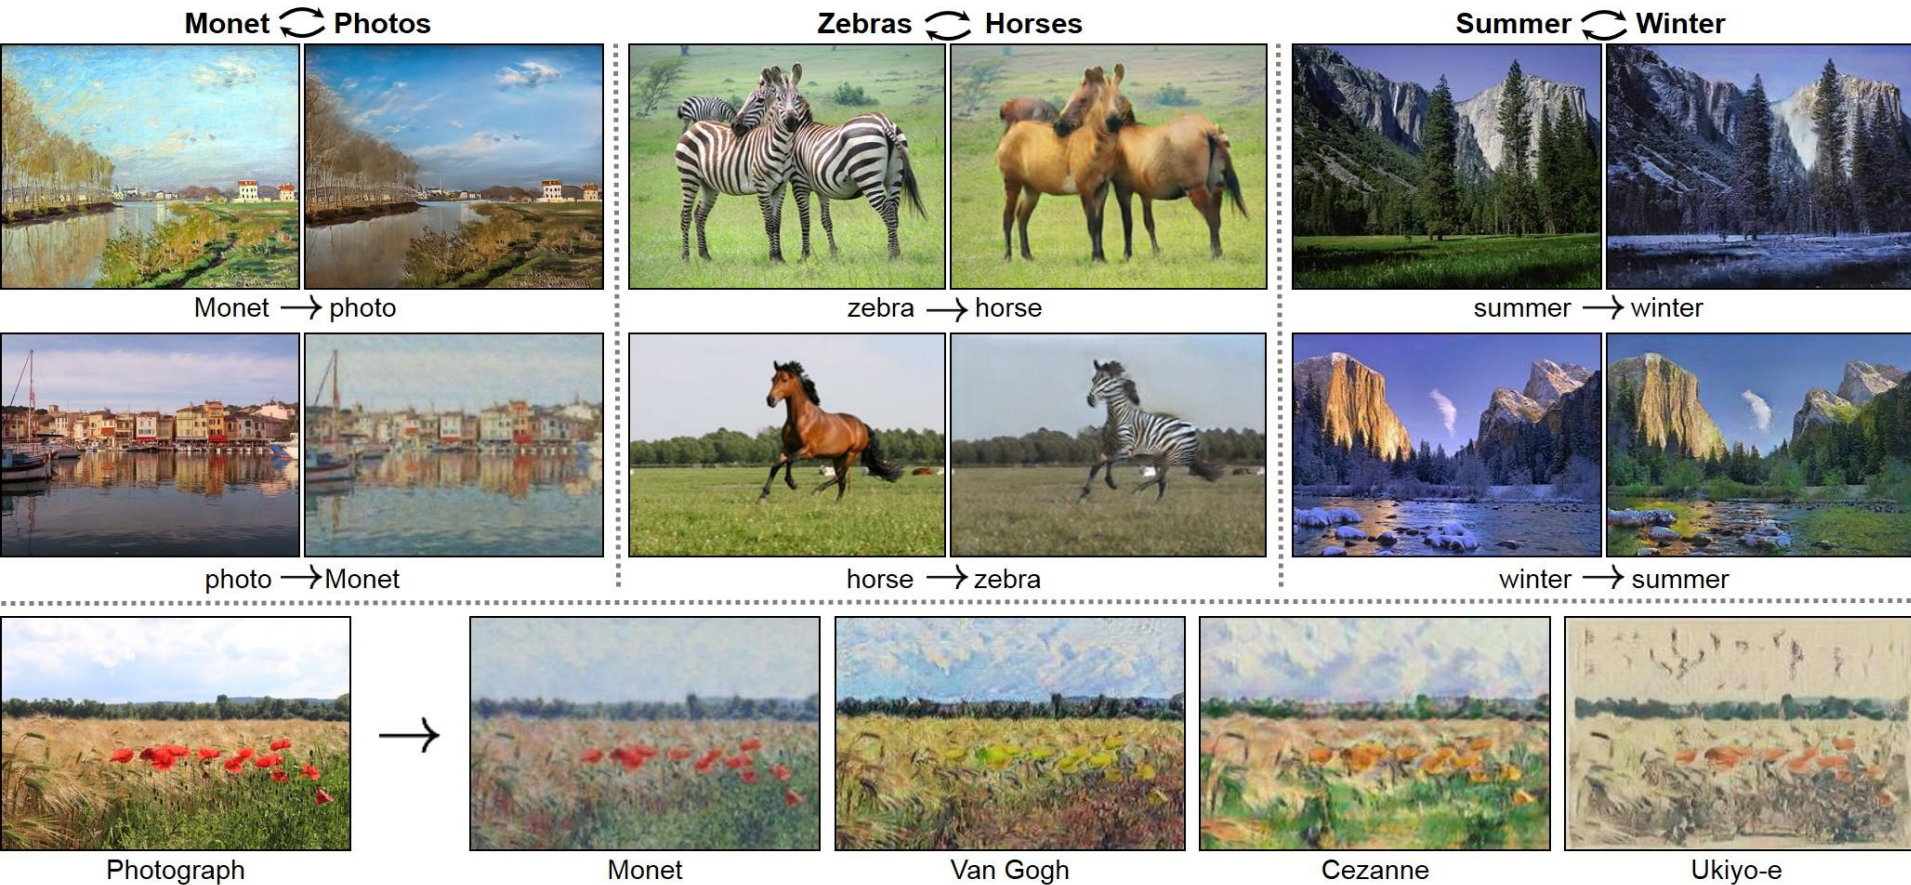 Monet Photos
Zebras Horses
Summer Winter
Monet → photo
zebra → horse
summer → winter
photo → Monet
horse → zebra
winter → summer
Photograph
Monet
Van Gogh
Cezanne
Ukiyo-e